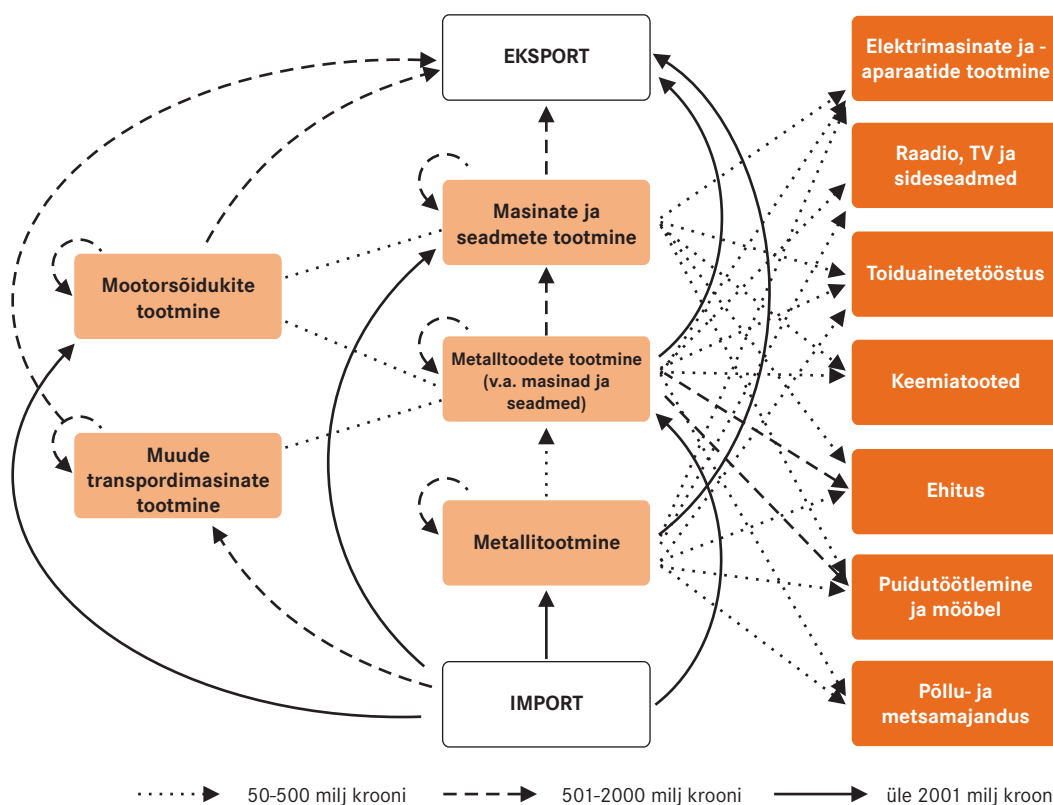 EKSPORT
Elektrimasinate ja -
aparaatide tootmine
Raadio, TV ja
sideseadmed
Masinate ja
seadmete tootmine
Mootorsõidukite
tootmine
Toiduainetetööstus
Metalltoodete tootmine
(v.a. masinad ja
seadmed)
Keemiatooted
Muude
transpordimasinate
tootmine
Ehitus
Metallitootmine
Puidutöötlemine
ja mööbel
IMPORT
Põllu- ja
metsamajandus
50-500 milj krooni
501-2000 milj krooni
üle 2001 milj kroon